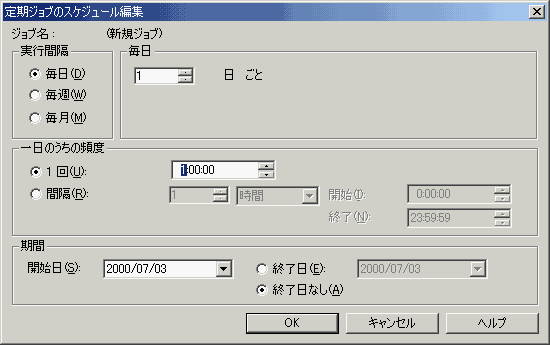 定期ジョブのスケジュール編集
ジョブ名： (新規ジョブ)
実行間隔
毎日(D)
毎週(W)
毎月(M)
毎日
1 日 ごと
一日のうちの頻度
1 回(U): 1:00:00
間隔(R): 1 時間 開始(I): 0:00:00
終了(N): 23:59:59
期間
開始日(S): 2000/07/03 終了日(E): 2000/07/03
終了日なし(A)
OK キャンセル ヘルプ